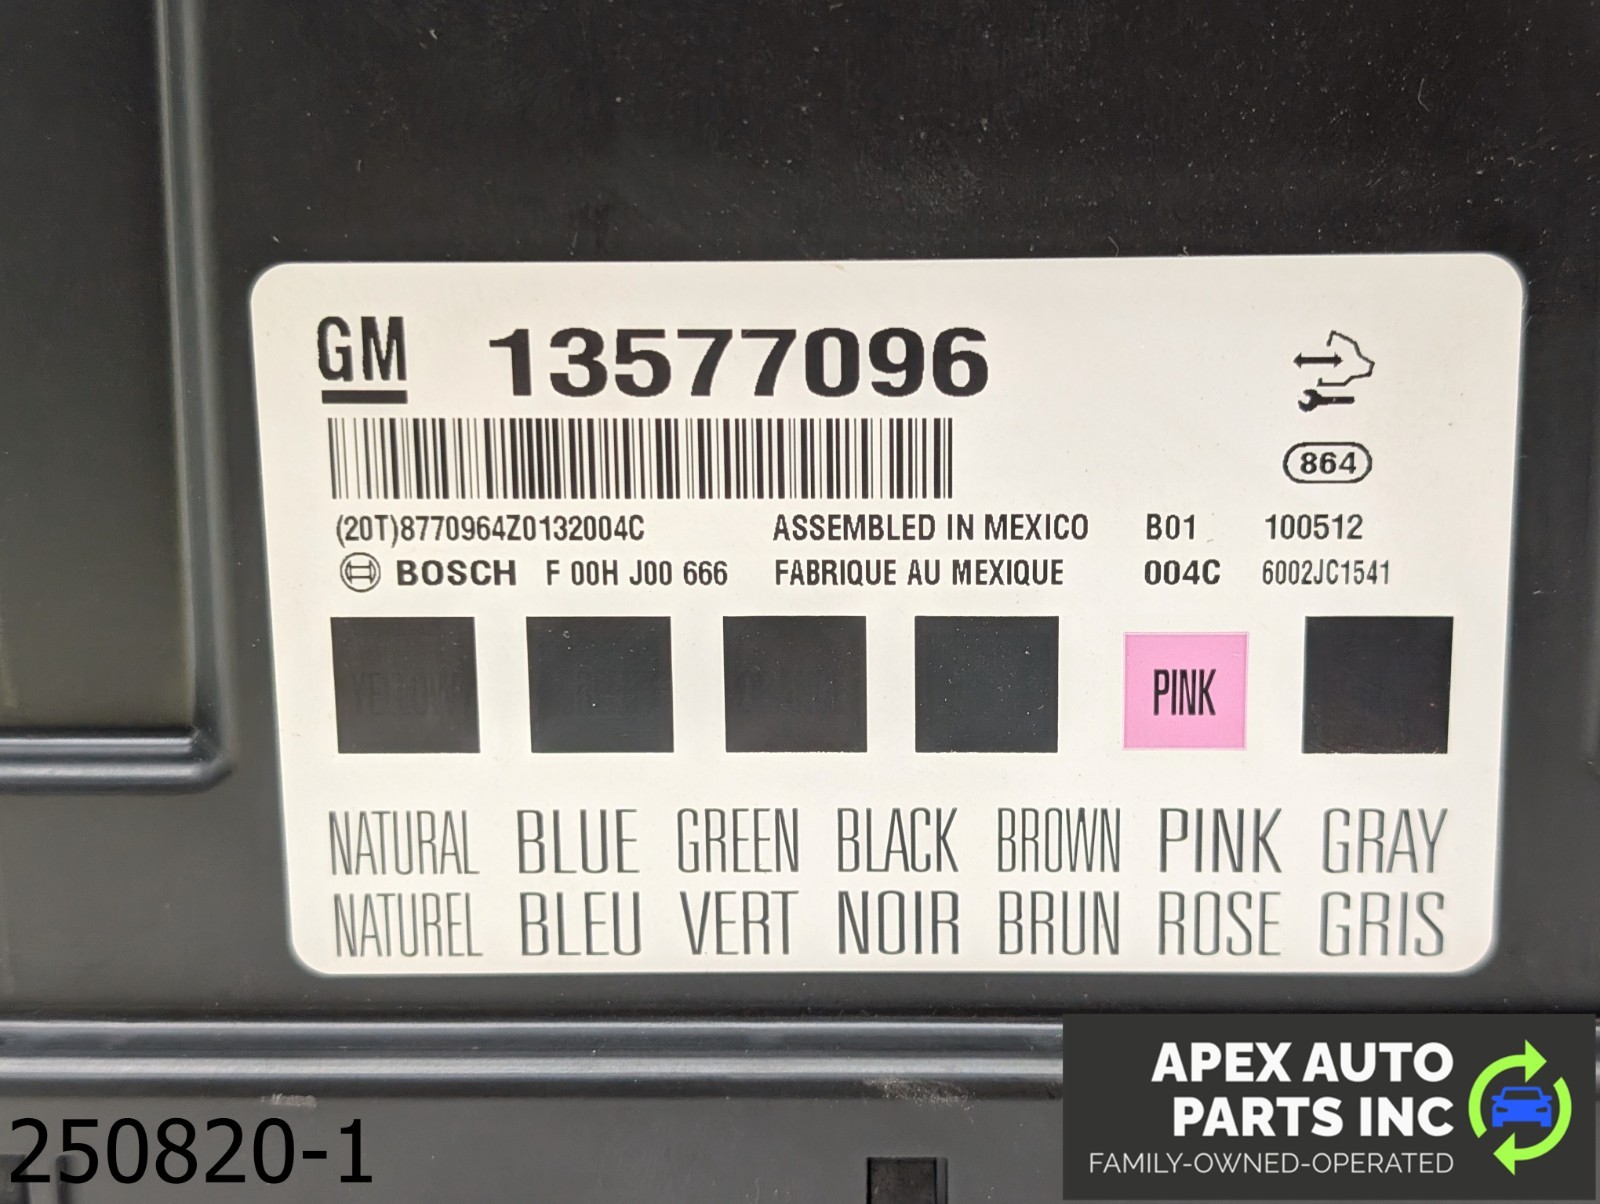 GM 13577096
864
(20T)8770964Z0132004C ASSEMBLED IN MEXICO B01 100512
BOSCH F 00H J00 666 FABRIQUE AU MEXIQUE 004C 6002JC1541
YELLOW PINK
NATURAL BLUE GREEN BLACK BROWN PINK GRAY
NATUREL BLEU VERT NOIR BRUN ROSE GRIS
250820-1
APEX AUTO
PARTS INC
FAMILY-OWNED-OPERATED